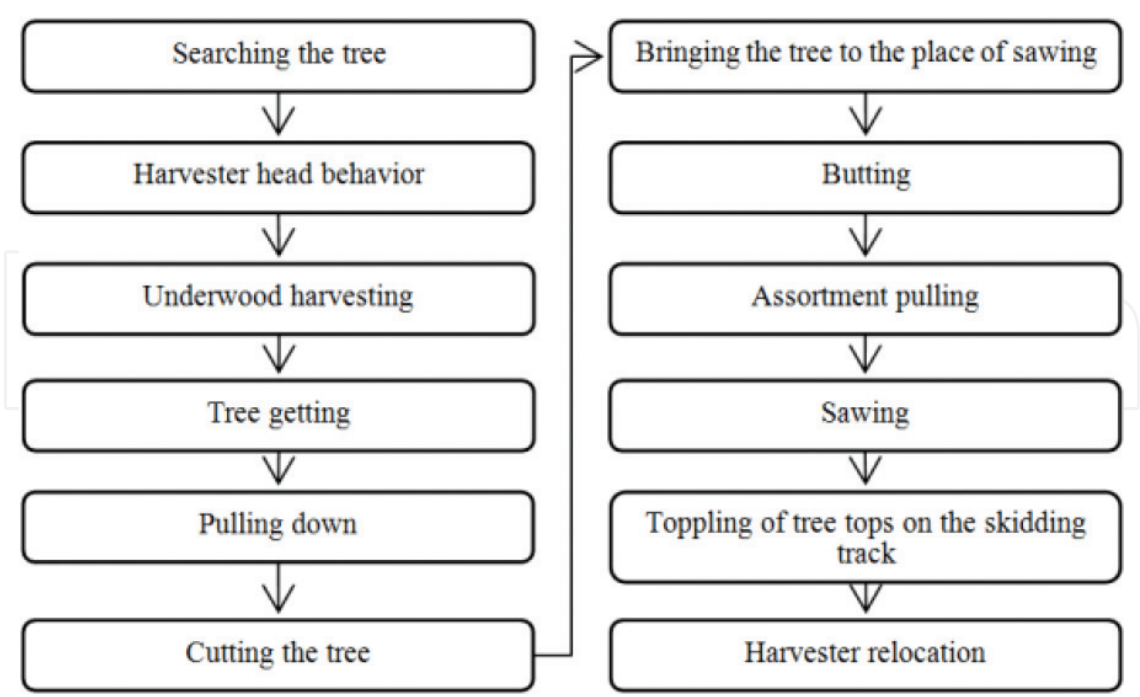 Searching the tree
Harvester head behavior
Underwood harvesting
Tree getting
Pulling down
Cutting the tree
Bringing the tree to the place of sawing
Butting
Assortment pulling
Sawing
Toppling of tree tops on the skidding
track
Harvester relocation